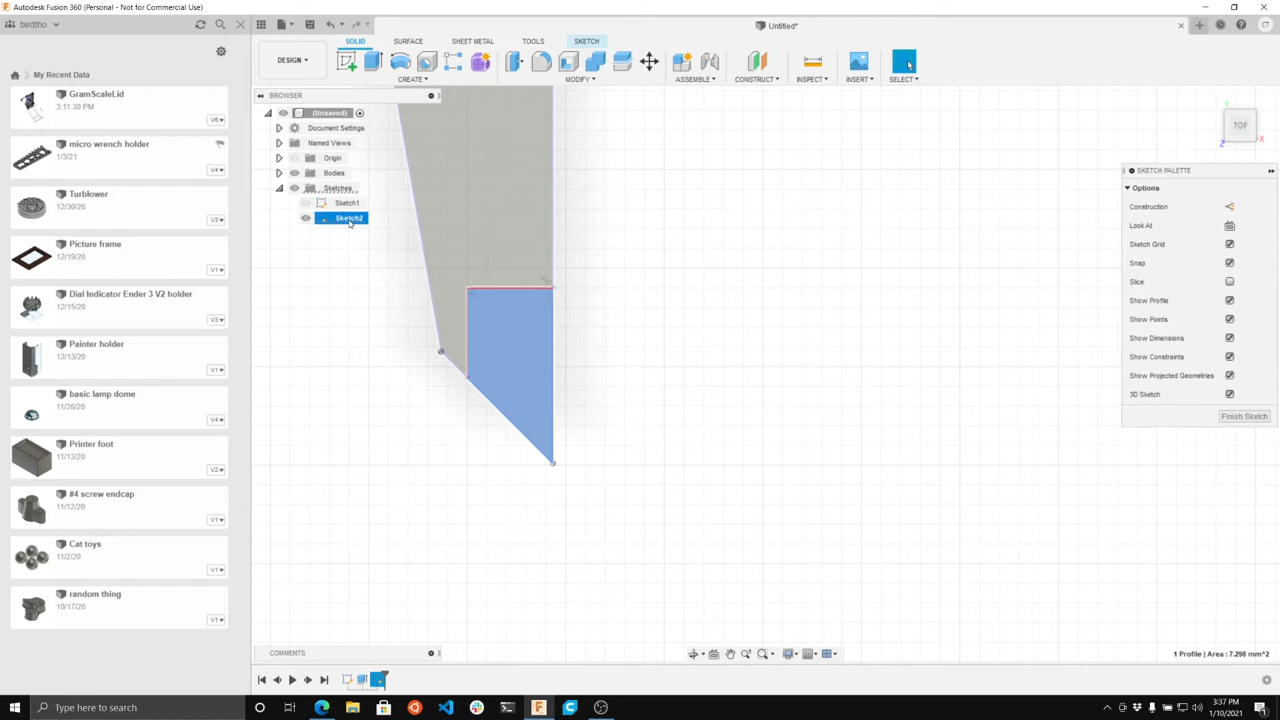 Autodesk Fusion 360 (Personal - Not for Commercial Use)
birdtho
Untitled*
CT
My Recent Data
GramScaleLid
3:11:30 PM
V6
micro wrench holder
1/3/21
V4
Turblower
12/30/20
V3
Picture frame
12/19/20
V1
Dial Indicator Ender 3 V2 holder
12/15/20
V3
Painter holder
12/13/20
V1
basic lamp dome
11/26/20
V4
Printer foot
11/13/20
V2
#4 screw endcap
11/12/20
V1
Cat toys
11/2/20
V1
random thing
10/17/20
V1
DESIGN
SOLID
SURFACE
SHEET METAL
TOOLS
SKETCH
CREATE
MODIFY
ASSEMBLE
CONSTRUCT
INSPECT
INSERT
SELECT
BROWSER
(Unsaved)
Document Settings
Named Views
Origin
Bodies
Sketches
Sketch1
Sketch2
TOP
Y
X
Z
SKETCH PALETTE
Options
Construction
Look At
Sketch Grid
Snap
Slice
Show Profile
Show Points
Show Dimensions
Show Constraints
Show Projected Geometries
3D Sketch
Finish Sketch
COMMENTS
1 Profile | Area : 7.298 mm^2
Type here to search
3:37 PM
1/10/2021